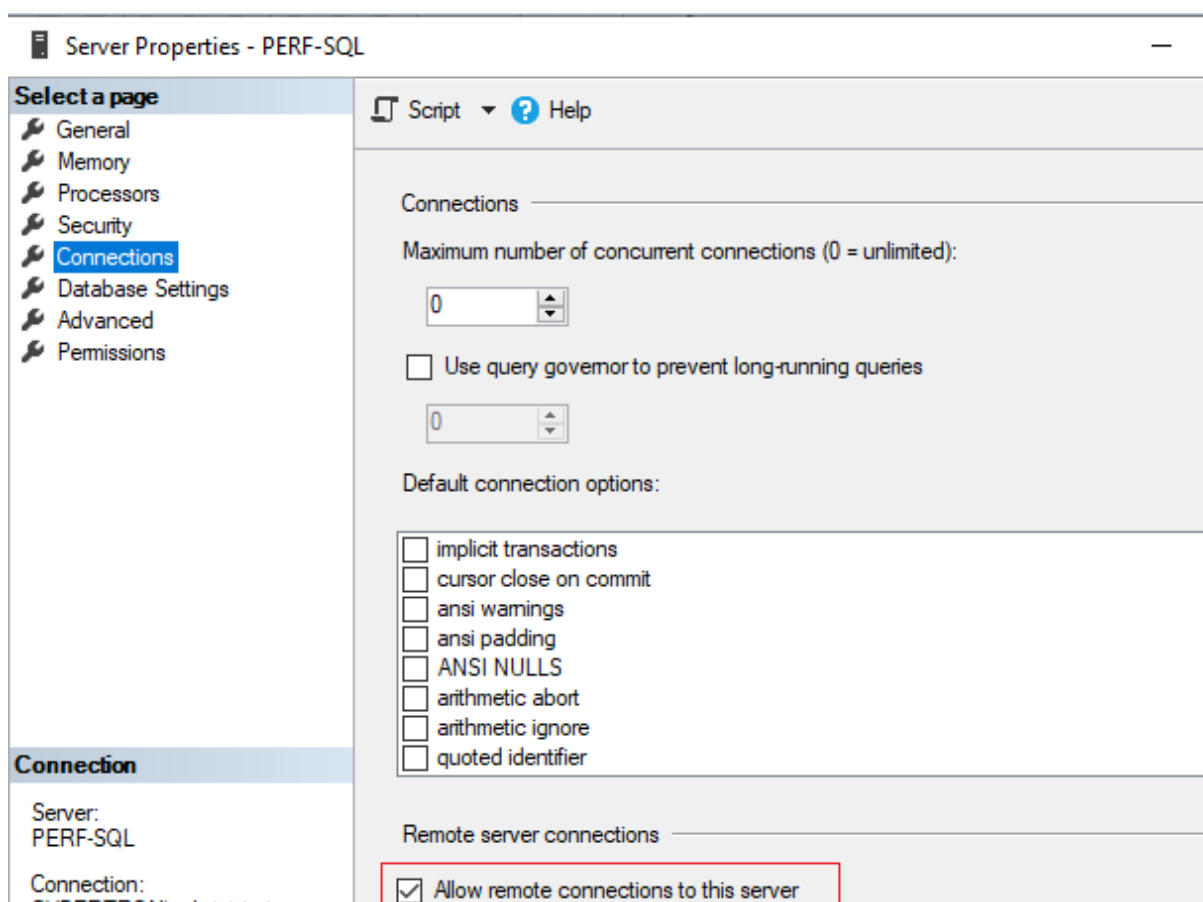 Server Properties - PERF-SQL
Select a page
General
Memory
Processors
Security
Connections
Database Settings
Advanced
Permissions
Script
Help
Connections
Maximum number of concurrent connections (0 = unlimited):
0
Use query governor to prevent long-running queries
0
Default connection options:
implicit transactions
cursor close on commit
ansi warnings
ansi padding
ANSI NULLS
arithmetic abort
arithmetic ignore
quoted identifier
Remote server connections
Allow remote connections to this server
Connection
Server:
PERF-SQL
Connection: